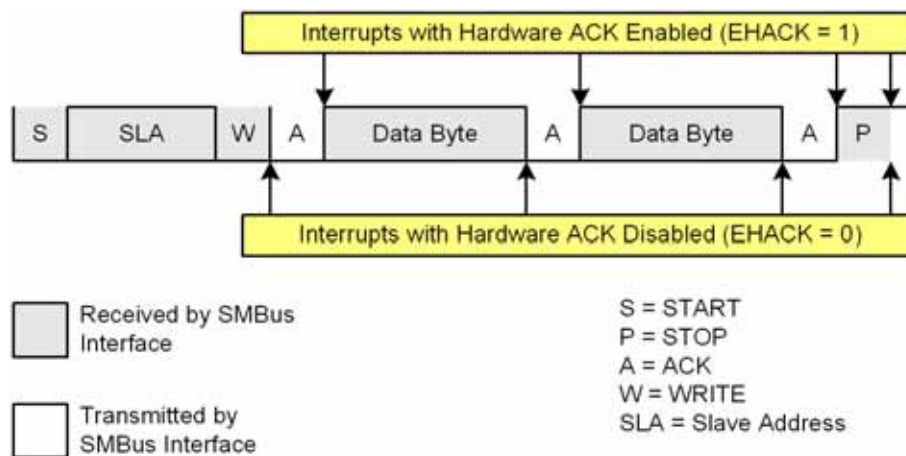 Interrupts with Hardware ACK Enabled (EHACK = 1)
S SLA W A Data Byte A Data Byte A P
Interrupts with Hardware ACK Disabled (EHACK = 0)
Received by SMBus
Interface
Transmitted by
SMBus Interface
S = START
P = STOP
A = ACK
W = WRITE
SLA = Slave Address